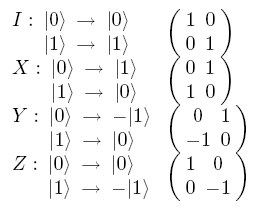 I : |0⟩ → |0⟩ ( 1 0
|1⟩ → |1⟩ 0 1 )
X : |0⟩ → |1⟩ ( 0 1
|1⟩ → |0⟩ 1 0 )
Y : |0⟩ → −|1⟩ ( 0 1
|1⟩ → |0⟩ −1 0 )
Z : |0⟩ → |0⟩ ( 1 0
|1⟩ → −|1⟩ 0 −1 )